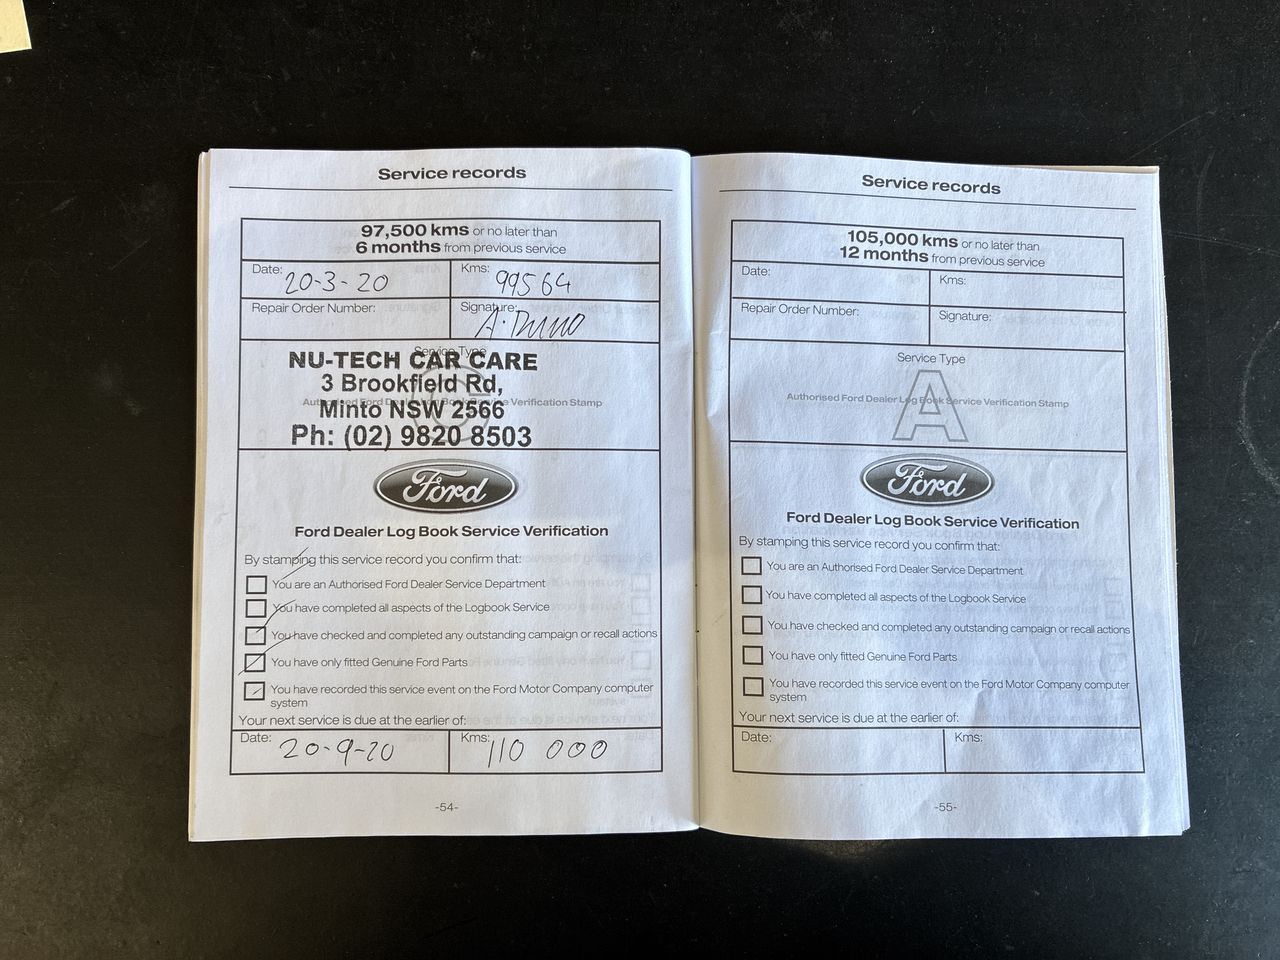 Service records
97,500 kms or no later than
6 months from previous service
Date: 20-3-20
Kms: 99564
Repair Order Number:
Signature:
Service Type
C
Authorised Ford Dealer Log Book Service Verification Stamp
NU-TECH CAR CARE
3 Brookfield Rd,
Minto NSW 2566
Ph: (02) 9820 8503
Ford
Ford Dealer Log Book Service Verification
By stamping this service record you confirm that:
You are an Authorised Ford Dealer Service Department
You have completed all aspects of the Logbook Service
You have checked and completed any outstanding campaign or recall actions
You have only fitted Genuine Ford Parts
You have recorded this service event on the Ford Motor Company computer
system
Your next service is due at the earlier of:
Date: 20-9-20
Kms: 110 000
-54-
Service records
105,000 kms or no later than
12 months from previous service
Date:
Kms:
Repair Order Number:
Signature:
Service Type
A
Authorised Ford Dealer Log Book Service Verification Stamp
Ford
Ford Dealer Log Book Service Verification
By stamping this service record you confirm that:
You are an Authorised Ford Dealer Service Department
You have completed all aspects of the Logbook Service
You have checked and completed any outstanding campaign or recall actions
You have only fitted Genuine Ford Parts
You have recorded this service event on the Ford Motor Company computer
system
Your next service is due at the earlier of:
Date:
Kms:
-55-